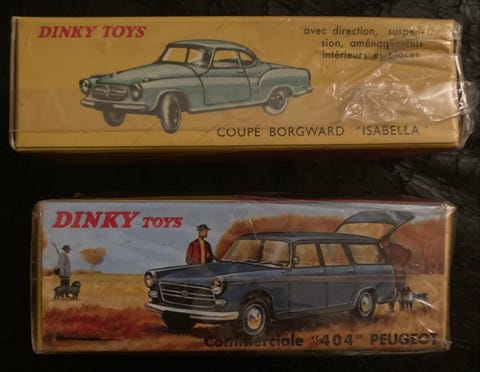 DINKY TOYS
avec direction, suspen-
sion, aménagements
intérieurs et glaces.
COUPÉ BORGWARD "ISABELLA"
DINKY TOYS
Commerciale "404" PEUGEOT